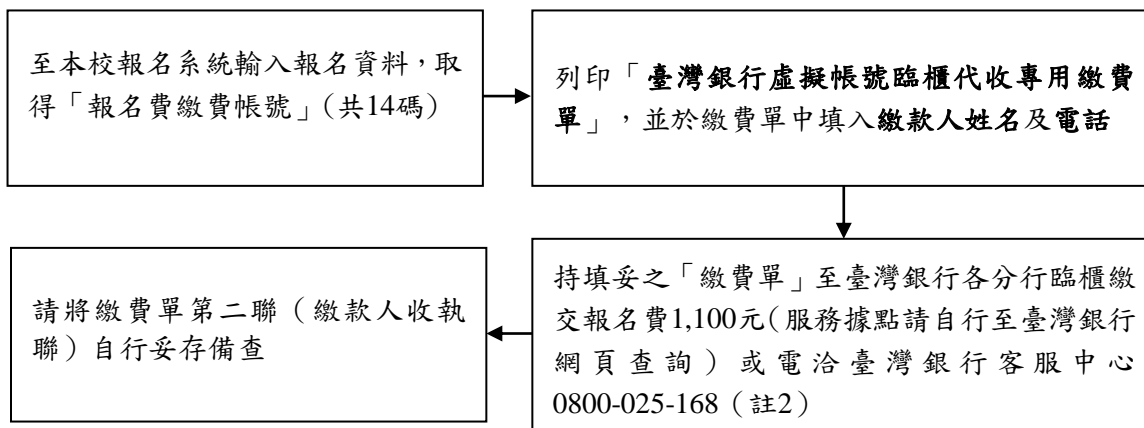 至本校報名系統輸入報名資料，取
得「報名費繳費帳號」（共14碼）
列印「臺灣銀行虛擬帳號臨櫃代收專用繳費
單」，並於繳費單中填入繳款人姓名及電話
持填妥之「繳費單」至臺灣銀行各分行臨櫃繳
交報名費1,100元（服務據點請自行至臺灣銀行
網頁查詢）或電洽臺灣銀行客服中心
0800-025-168（註2）
請將繳費單第二聯（繳款人收執
聯）自行妥存備查